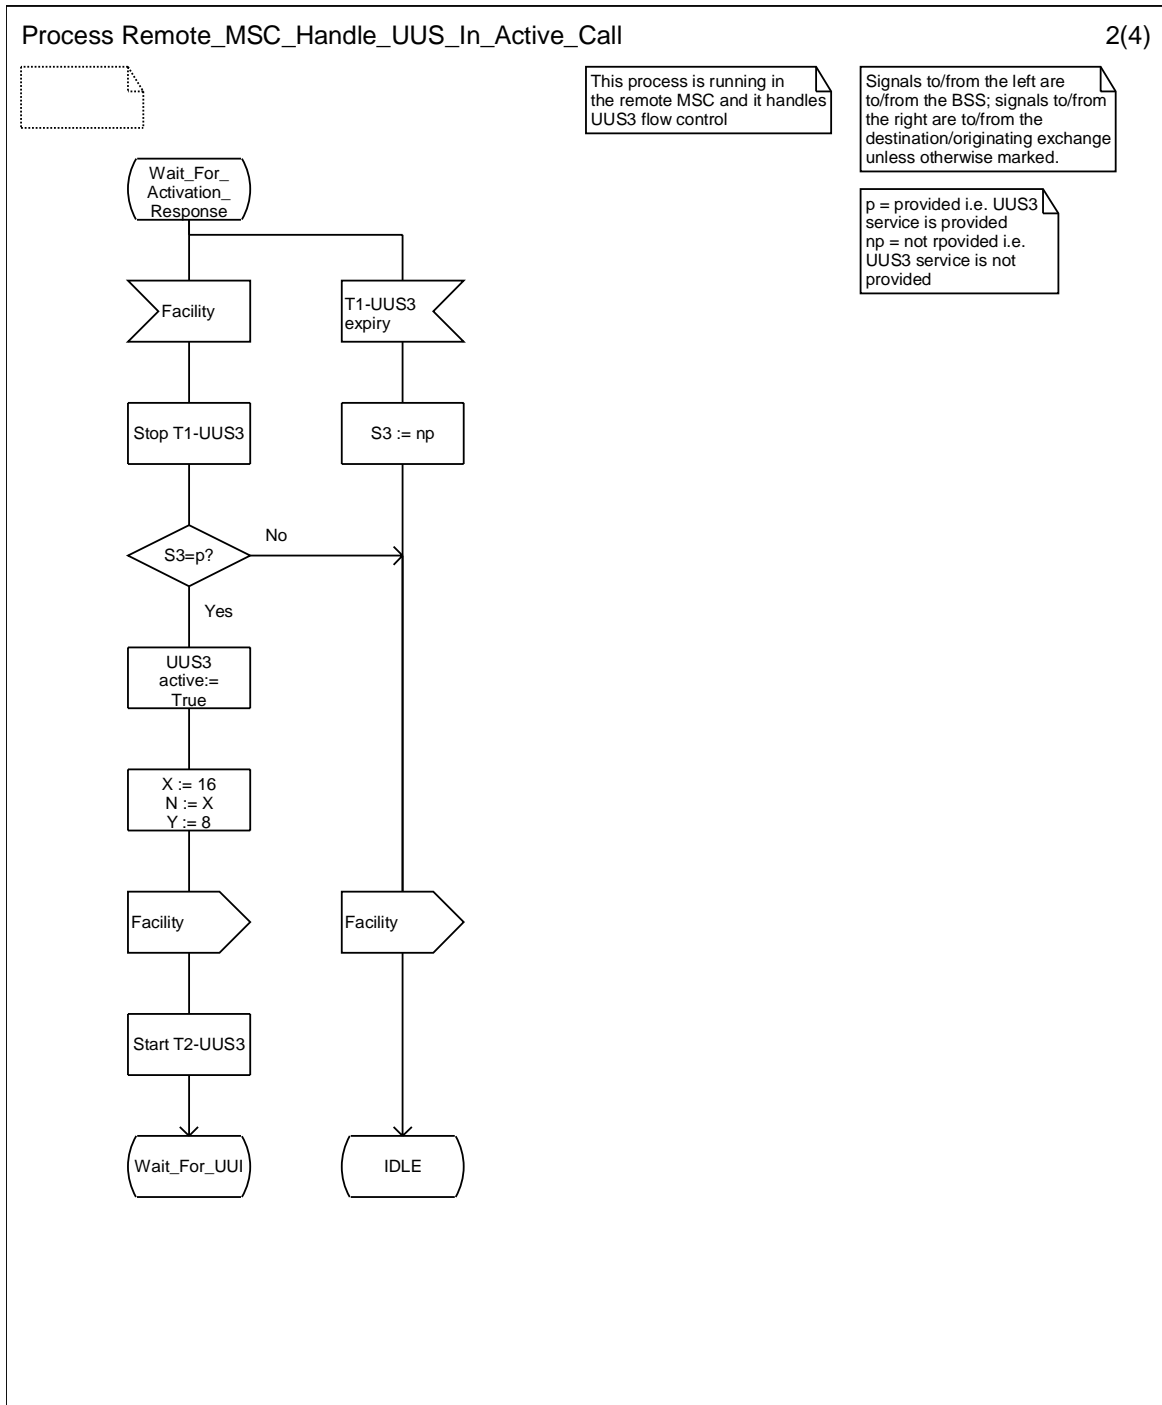 Process Remote_MSC_Handle_UUS_In_Active_Call
2(4)
This process is running in
the remote MSC and it handles
UUS3 flow control
Signals to/from the left are
to/from the BSS; signals to/from
the right are to/from the
destination/originating exchange
unless otherwise marked.
p = provided i.e. UUS3
service is provided
np = not rpovided i.e.
UUS3 service is not
provided
Wait_For_
Activation_
Response
Facility
T1-UUS3
expiry
Stop T1-UUS3
S3 := np
S3=p?
No
Yes
UUS3
active:=
True
X := 16
N := X
Y := 8
Facility
Facility
Start T2-UUS3
Wait_For_UUI
IDLE